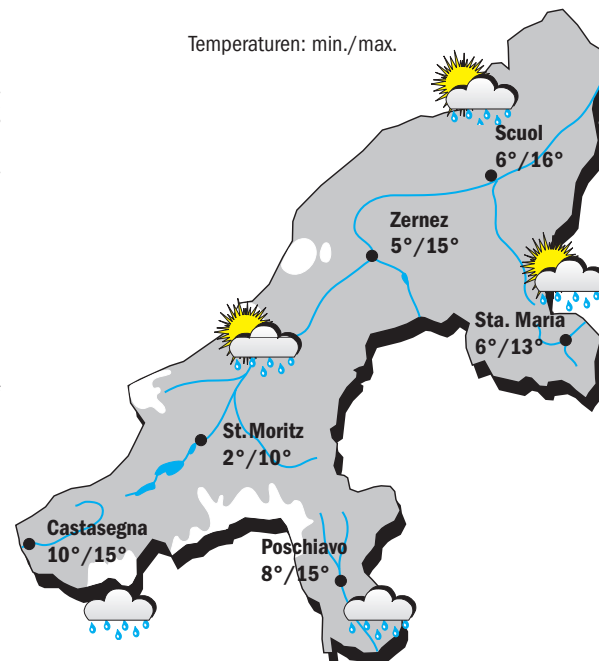 Temperaturen: min./max.
Scuol
6°/16°
Zernez
5°/15°
Sta. Maria
6°/13°
St. Moritz
2°/10°
Castasegna
10°/15°
Poschiavo
8°/15°